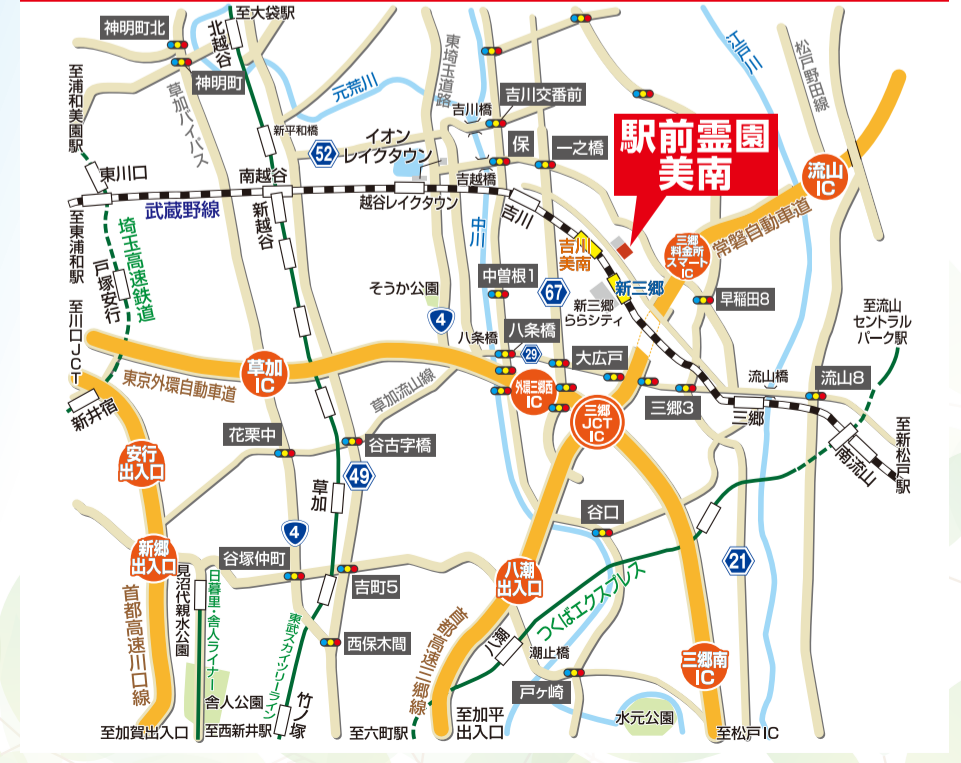 至大袋駅
神明町北
北越谷
神明町
至浦和美園駅
草加バイパス
元荒川
東埼玉道路
吉川橋
吉川交番前
江戸川
松戸野田線
新平和橋
52
イオン
レイクタウン
保
一之橋
駅前霊園
美南
流山
IC
東川口
南越谷
吉越橋
越谷レイクタウン
武蔵野線
新越谷
吉川
中川
至東浦和駅
埼玉高速鉄道
戸塚安行
吉川
美南
三郷
料金所
スマート
IC
常磐自動車道
中曽根1
67
新三郷
早稲田8
そうか公園
4
新三郷
ららシティ
至川口JCT
八条橋
八条橋
29
大広戸
至流山
セントラル
パーク駅
草加
IC
東京外環自動車道
草加流山線
外環三郷西
IC
流山橋
流山8
新井宿
三郷
JCT
IC
三郷3
三郷
花栗中
谷古宇橋
至新松戸駅
安行
出入口
49
草加
南流山
4
谷口
新郷
出入口
谷塚仲町
21
見沼代親水公園
日暮里・舎人ライナー
吉町5
八潮
出入口
つくばエクスプレス
首都高速川口線
東武スカイツリーライン
西保木間
首都高速三郷線
八潮
潮止橋
三郷南
IC
舎人公園
竹ノ塚
戸ヶ崎
水元公園
至加賀出入口
至西新井駅
至六町駅
至加平
出入口
至松戸IC